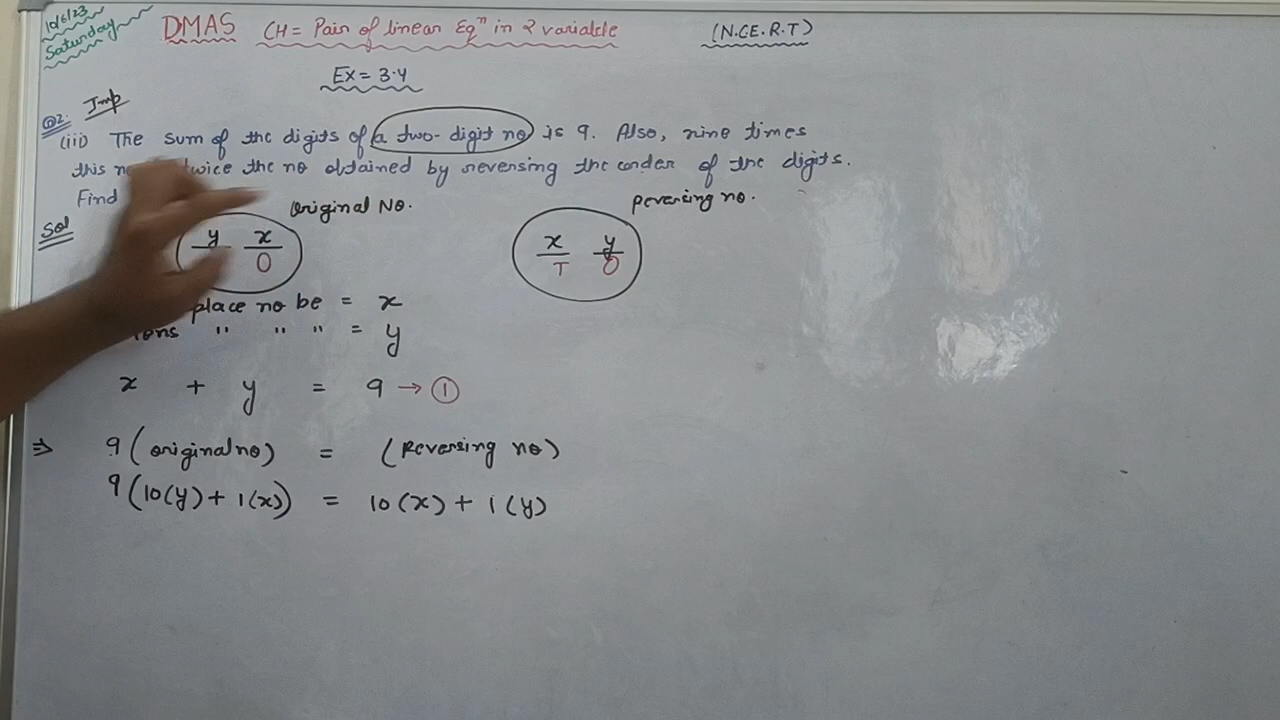 10/6/23
Saturday
DMAS CH = Pair of linear Eqn in 2 variable (N.C.E.R.T)
Ex = 3.4
Imp
Q2.
(iii) The sum of the digits of a two-digit no is 9. Also, nine times
this twice the no obtained by reversing the order of the digits.
Find
Sol
Original No. reversing no.
y x x y
O T O
place no be = x
tens " " " = y
x + y = 9 → ①
⇒ 9 (original no) = (Reversing no)
9(10(y) + 1(x)) = 10(x) + 1(y)